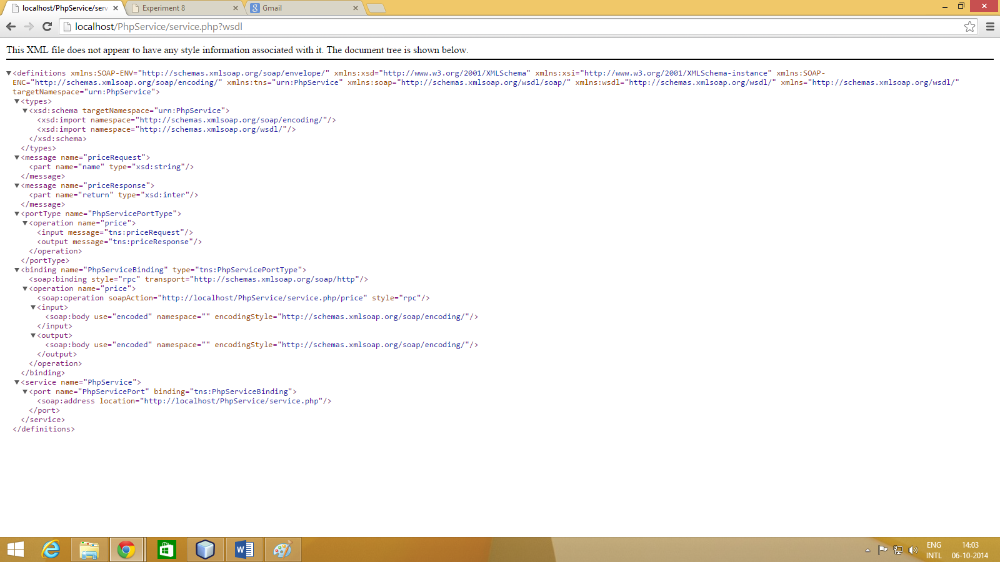 localhost/PhpService/serv
Experiment 8
Gmail
localhost/PhpService/service.php?wsdl
This XML file does not appear to have any style information associated with it. The document tree is shown below.
<definitions xmlns:SOAP-ENV="http://schemas.xmlsoap.org/soap/envelope/" xmlns:xsd="http://www.w3.org/2001/XMLSchema" xmlns:xsi="http://www.w3.org/2001/XMLSchema-instance" xmlns:SOAP-
ENC="http://schemas.xmlsoap.org/soap/encoding/" xmlns:tns="urn:PhpService" xmlns:soap="http://schemas.xmlsoap.org/wsdl/soap/" xmlns:wsdl="http://schemas.xmlsoap.org/wsdl/" xmlns="http://schemas.xmlsoap.org/wsdl/"
targetNamespace="urn:PhpService">
<types>
<xsd:schema targetNamespace="urn:PhpService">
<xsd:import namespace="http://schemas.xmlsoap.org/soap/encoding/"/>
<xsd:import namespace="http://schemas.xmlsoap.org/wsdl/"/>
</xsd:schema>
</types>
<message name="priceRequest">
<part name="name" type="xsd:string"/>
</message>
<message name="priceResponse">
<part name="return" type="xsd:inter"/>
</message>
<portType name="PhpServicePortType">
<operation name="price">
<input message="tns:priceRequest"/>
<output message="tns:priceResponse"/>
</operation>
</portType>
<binding name="PhpServiceBinding" type="tns:PhpServicePortType">
<soap:binding style="rpc" transport="http://schemas.xmlsoap.org/soap/http"/>
<operation name="price">
<soap:operation soapAction="http://localhost/PhpService/service.php/price" style="rpc"/>
<input>
<soap:body use="encoded" namespace="" encodingStyle="http://schemas.xmlsoap.org/soap/encoding/"/>
</input>
<output>
<soap:body use="encoded" namespace="" encodingStyle="http://schemas.xmlsoap.org/soap/encoding/"/>
</output>
</operation>
</binding>
<service name="PhpService">
<port name="PhpServicePort" binding="tns:PhpServiceBinding">
<soap:address location="http://localhost/PhpService/service.php"/>
</port>
</service>
</definitions>
ENG 14:03
INTL 06-10-2014